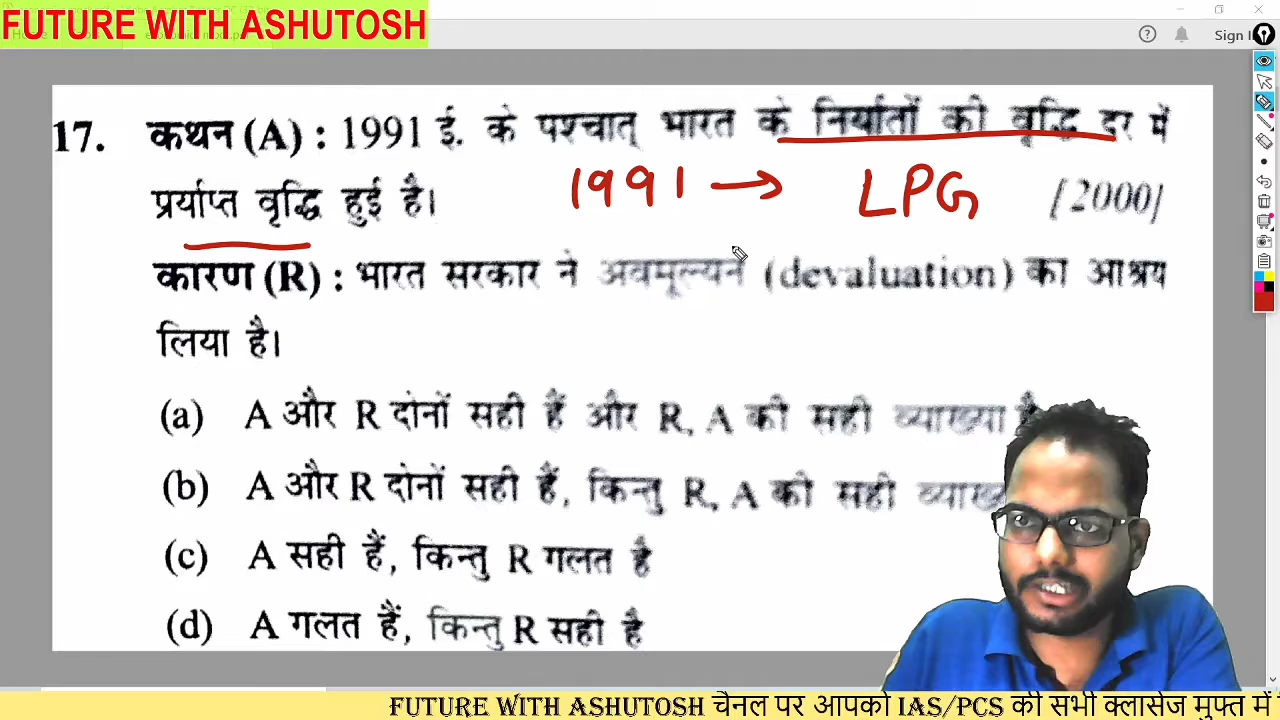 FUTURE WITH ASHUTOSH
Sign I
17. कथन (A) : 1991 ई. के पश्चात् भारत के निर्यातों की वृद्धि दर में
प्रर्याप्त वृद्धि हुई है।
1991 → LPG
[2000]
कारण (R) : भारत सरकार ने अवमूल्यन (devaluation) का आश्रय
लिया है।
(a) A और R दोनों सही हैं और R, A की सही व्याख्या है
(b) A और R दोनों सही हैं, किन्तु R, A की सही
(c) A सही हैं, किन्तु R गलत है
(d) A गलत हैं, किन्तु R सही है
FUTURE WITH ASHUTOSH चैनल पर आपको IAS/PCS की सभी क्लासेज मुफ्त में